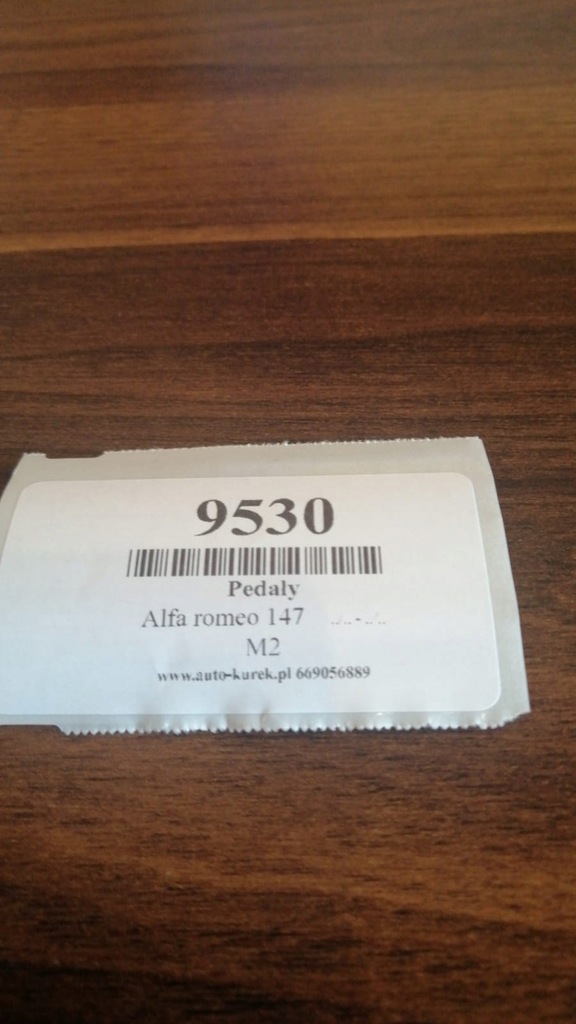 9530
Pedaly
Alfa romeo 147 ../..-../..
M2
www.auto-kurek.pl 669056889